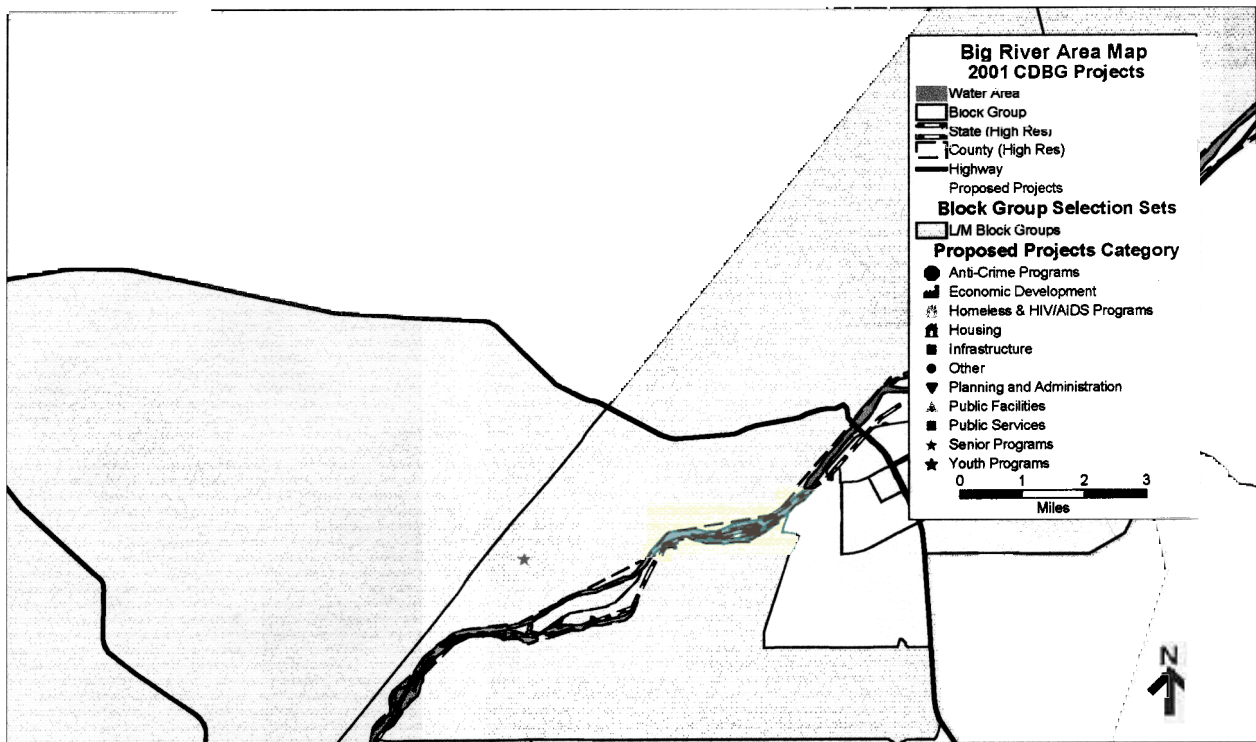 Big River Area Map
2001 CDBG Projects
Water Area
Block Group
State (High Res)
County (High Res)
Highway
Proposed Projects
Block Group Selection Sets
L/M Block Groups
Proposed Projects Category
Anti-Crime Programs
Economic Development
Homeless & HIV/AIDS Programs
Housing
Infrastructure
Other
Planning and Administration
Public Facilities
Public Services
Senior Programs
Youth Programs
0 1 2 3
Miles
N